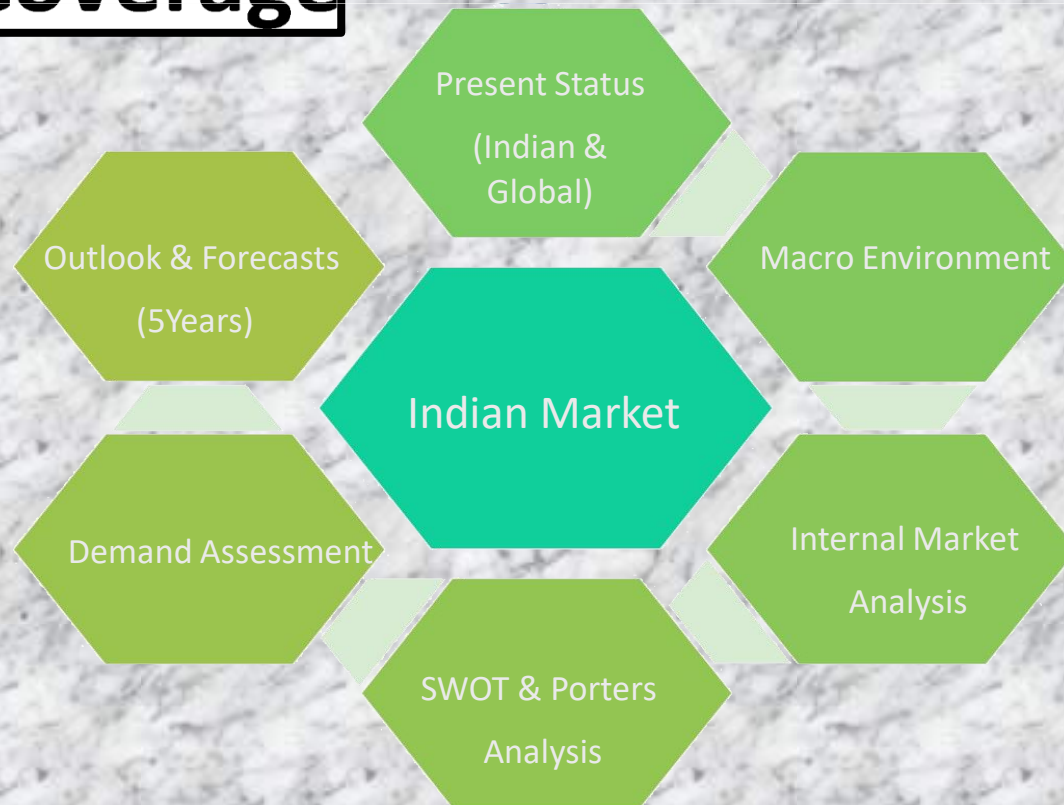 Coverage
Present Status
(Indian &
Global)
Outlook & Forecasts
(5Years)
Macro Environment
Indian Market
Demand Assessment
Internal Market
Analysis
SWOT & Porters
Analysis